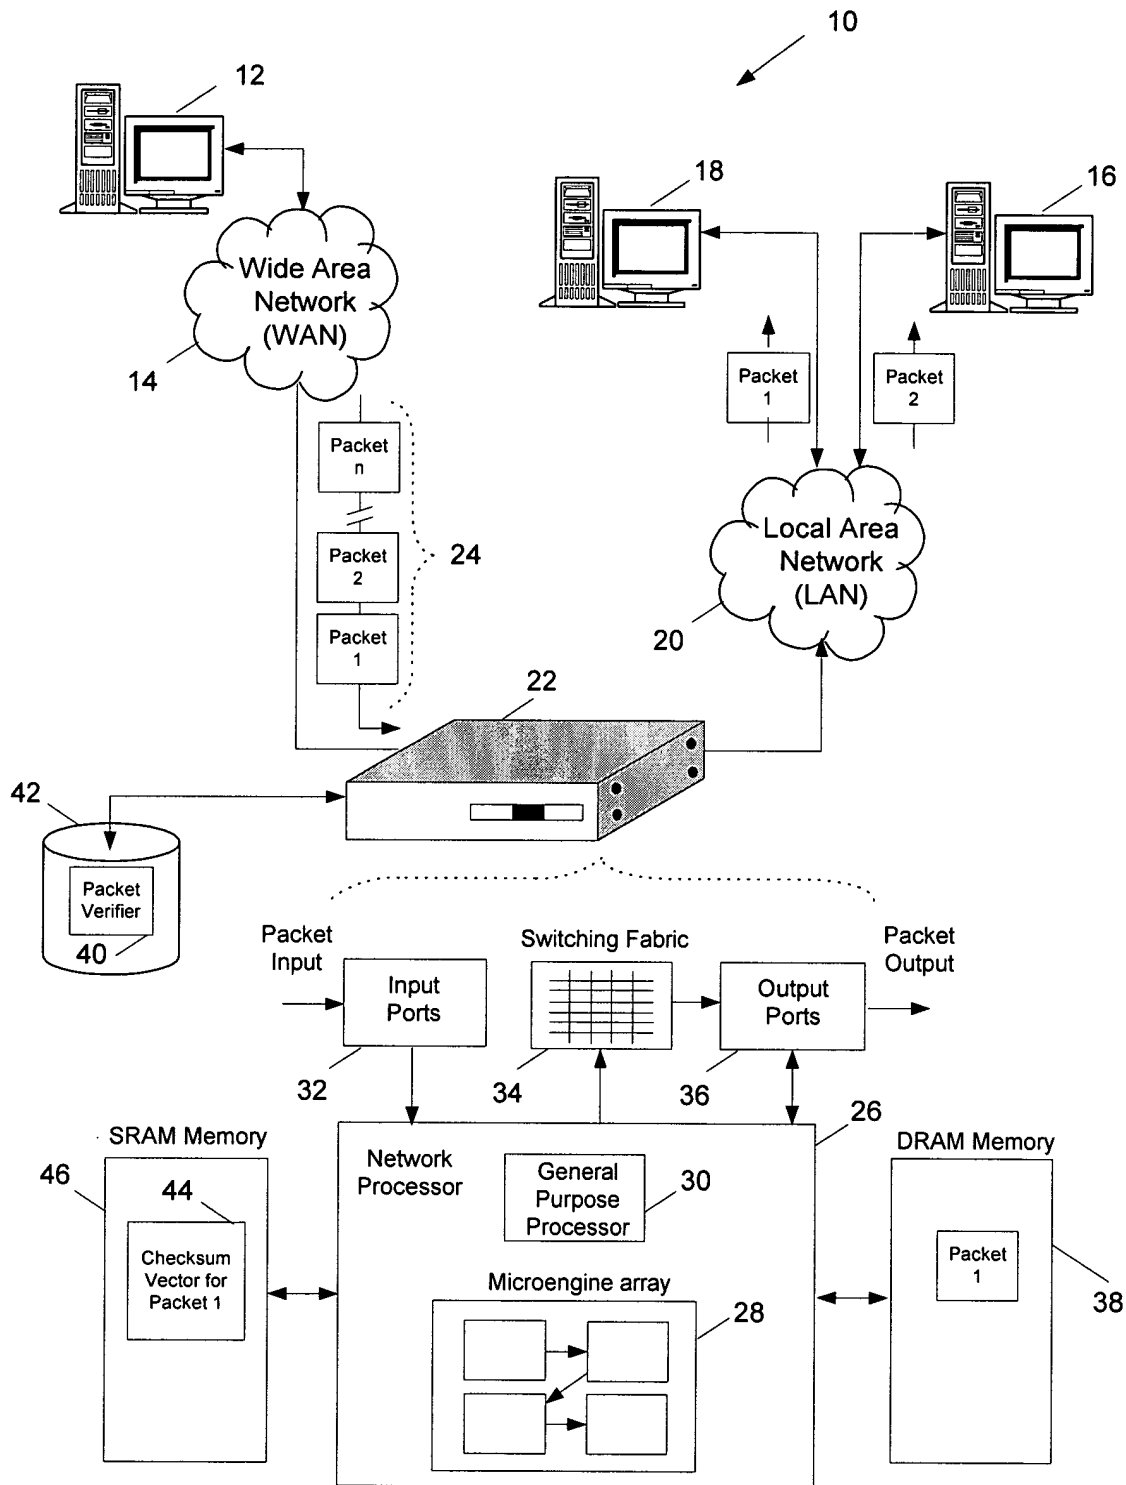 10
12
18
16
Wide Area
Network
(WAN)
14
Packet
1
Packet
2
Packet
n
Packet
2
Packet
1
24
Local Area
Network
(LAN)
20
22
42
Packet
Verifier
40
Packet
Input
Switching Fabric
Packet
Output
Input
Ports
Output
Ports
32
34
36
26
SRAM Memory
DRAM Memory
46
44
Checksum
Vector for
Packet 1
Network
Processor
General
Purpose
Processor
30
Packet
1
38
Microengine array
28